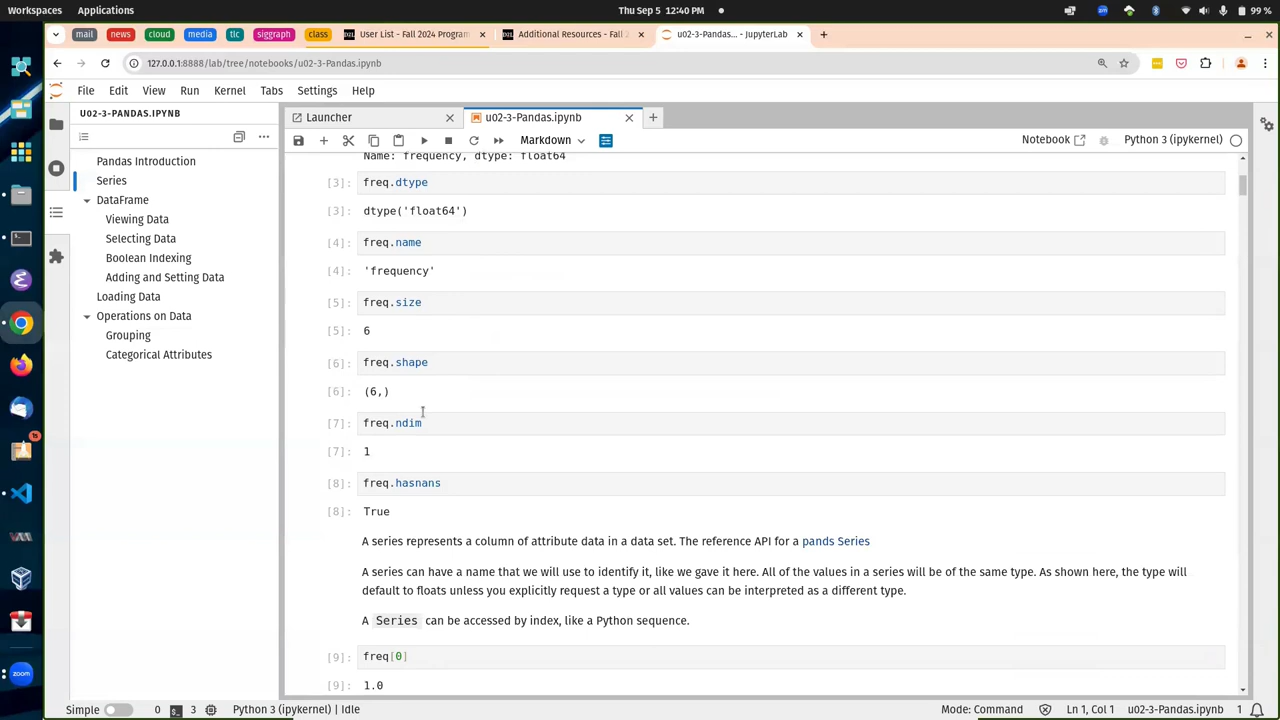 Workspaces Applications Thu Sep 5 12:40 PM 99 %
mail news cloud media tlc siggraph class User List - Fall 2024 Program Additional Resources - Fall 2 u02-3-Pandas... - JupyterLab
127.0.0.1:8888/lab/tree/notebooks/u02-3-Pandas.ipynb
File Edit View Run Kernel Tabs Settings Help
U02-3-PANDAS.IPYNB
Launcher u02-3-Pandas.ipynb
Markdown Notebook Python 3 (ipykernel)
Pandas Introduction
Series
DataFrame
Viewing Data
Selecting Data
Boolean Indexing
Adding and Setting Data
Loading Data
Operations on Data
Grouping
Categorical Attributes
Name: frequency, dtype: float64
[3]: freq.dtype
[3]: dtype('float64')
[4]: freq.name
[4]: 'frequency'
[5]: freq.size
[5]: 6
[6]: freq.shape
[6]: (6,)
[7]: freq.ndim
[7]: 1
[8]: freq.hasnans
[8]: True
A series represents a column of attribute data in a data set. The reference API for a pands Series
A series can have a name that we will use to identify it, like we gave it here. All of the values in a series will be of the same type. As shown here, the type will
default to floats unless you explicitly request a type or all values can be interpreted as a different type.
A Series can be accessed by index, like a Python sequence.
[9]: freq[0]
[9]: 1.0
zoom
Simple 0 3 Python 3 (ipykernel) | Idle Mode: Command Ln 1, Col 1 u02-3-Pandas.ipynb 1